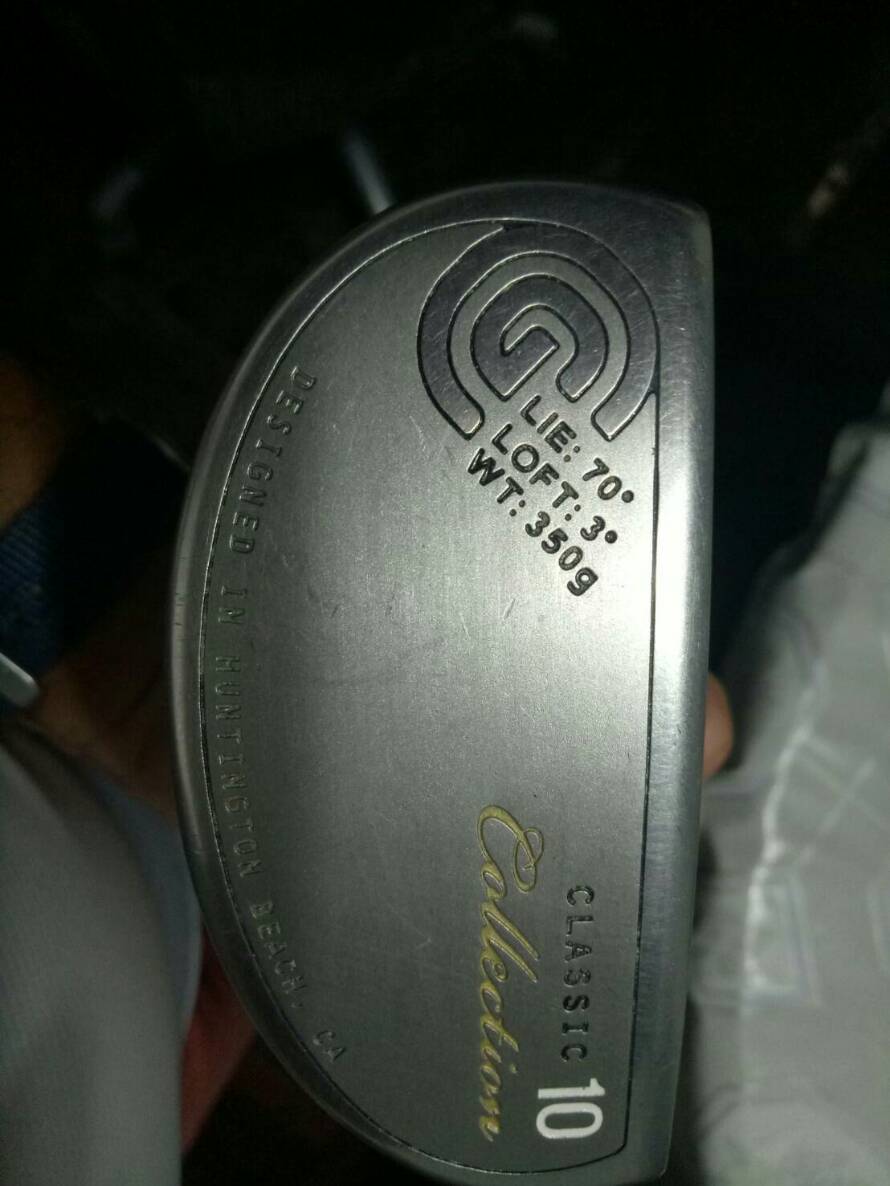 LIE: 70°
LOFT: 3°
WT: 350g
CLASSIC 10
Collection
DESIGNED IN HUNTINGTON BEACH, CA